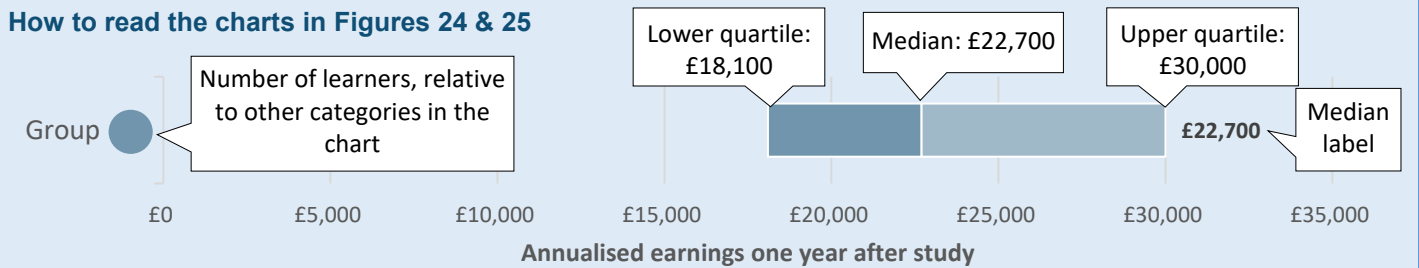 How to read the charts in Figures 24 & 25
Lower quartile:
£18,100
Median: £22,700
Upper quartile:
£30,000
Number of learners, relative
to other categories in the
chart
Group
£22,700
Median
label
£0 £5,000 £10,000 £15,000 £20,000 £25,000 £30,000 £35,000
Annualised earnings one year after study